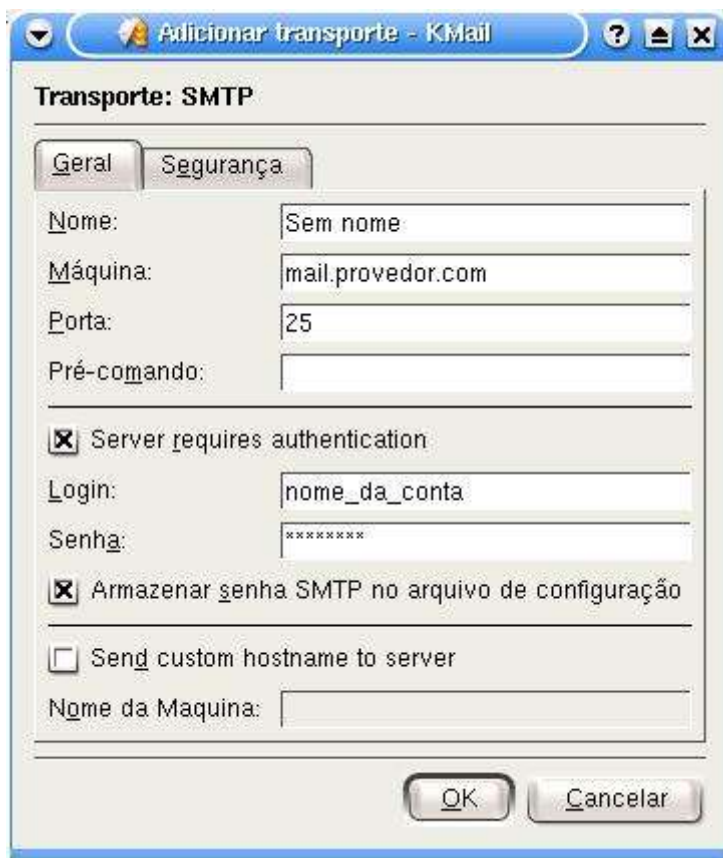 Adicionar transporte - KMail
Transporte: SMTP
Geral Segurança
Nome: Sem nome
Máquina: mail.provedor.com
Porta: 25
Pré-comando:
Server requires authentication
Login: nome_da_conta
Senha: ********
Armazenar senha SMTP no arquivo de configuração
Send custom hostname to server
Nome da Maquina:
OK Cancelar